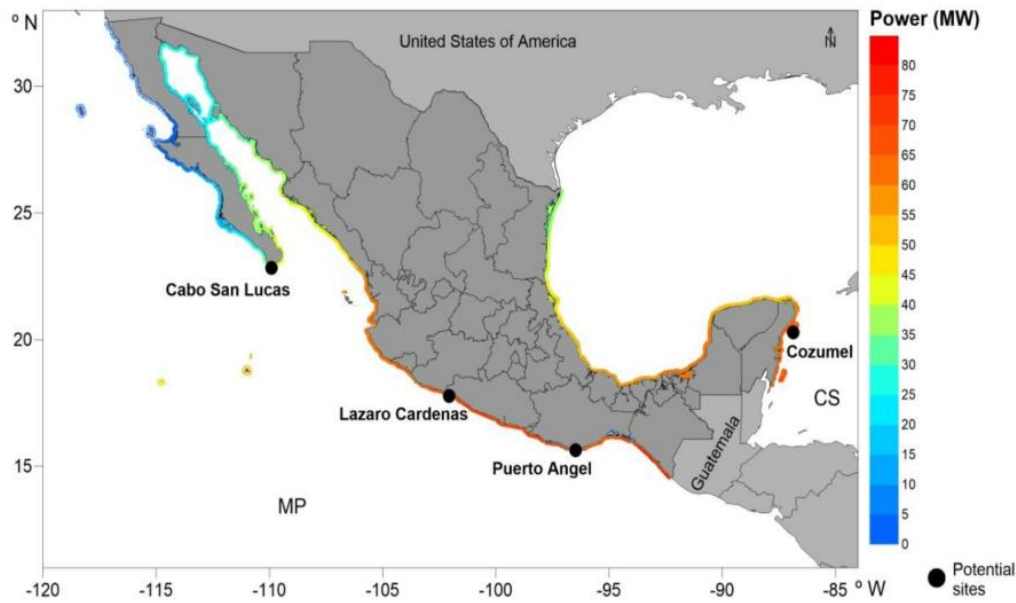 º N
Power (MW)
United States of America
N
80
75
70
65
60
55
50
45
40
35
30
25
20
15
10
5
0
30
25
20
15
Cabo San Lucas
Cozumel
Lazaro Cardenas
CS
Puerto Angel
Guatemala
MP
-120
-115
-110
-105
-100
-95
-90
-85
º W
Potential
sites